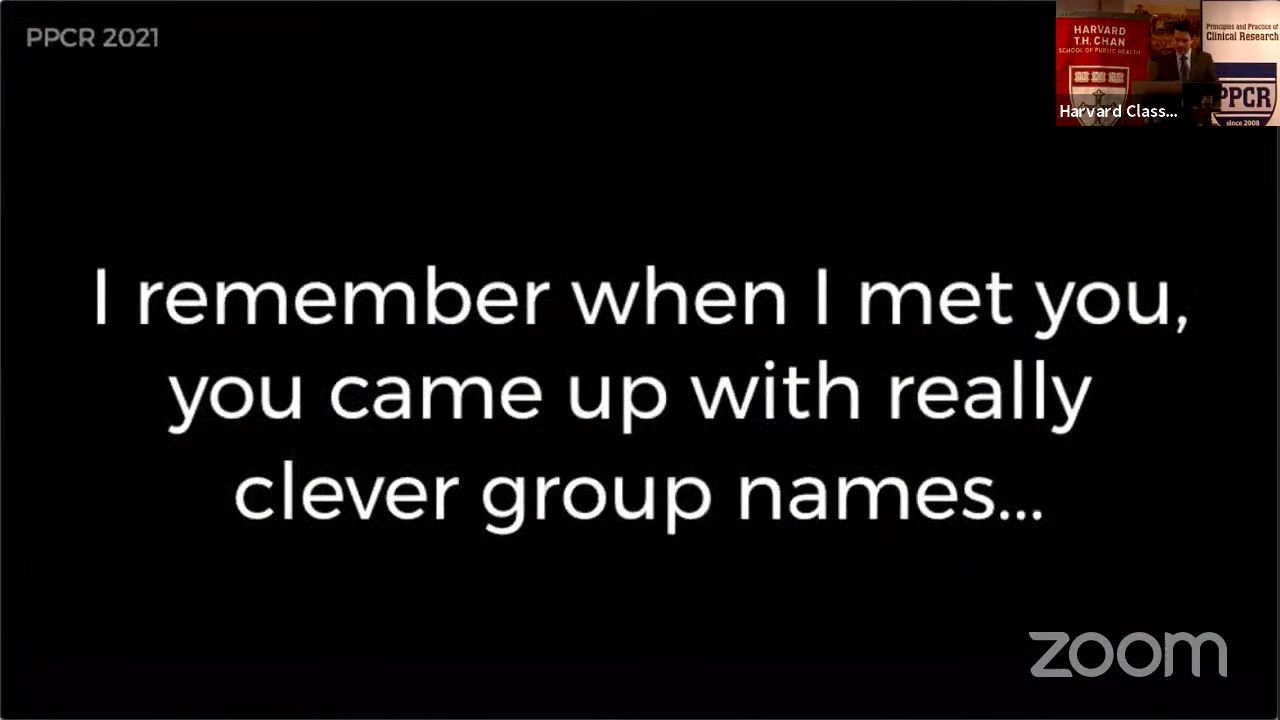 PPCR 2021
HARVARD
T.H. CHAN
SCHOOL OF PUBLIC HEALTH
Principles and Practice of
Clinical Research
PPCR
since 2008
Harvard Class...
I remember when I met you,
you came up with really
clever group names...
zoom